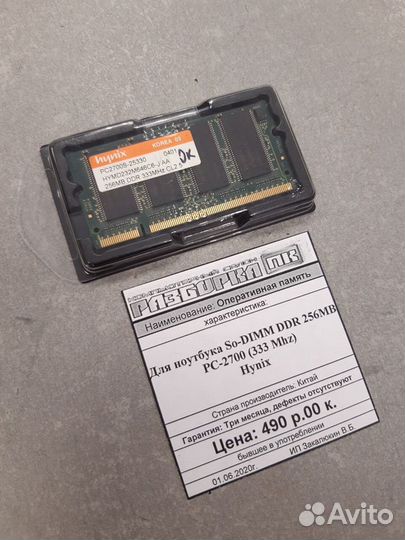 hynix
KOREA 09
PC2700S-25330
0401
HYMD232M646C6-J AA
256MB DDR 333MHz CL2.5
OK
КОМПЬЮТЕРНЫЙ САЛОН
РАЗБОРКА ПК
Наименование: Оперативная память
характеристика:
Для ноутбука So-DIMM DDR 256MB
PC-2700 (333 Mhz)
Hynix
Страна производитель: Китай
Гарантия: Три месяца, дефекты отсутствуют
Цена: 490 р.00 к.
бывшее в употреблении
01.06.2020г.
ИП Закалюкин В.Б.
Avito